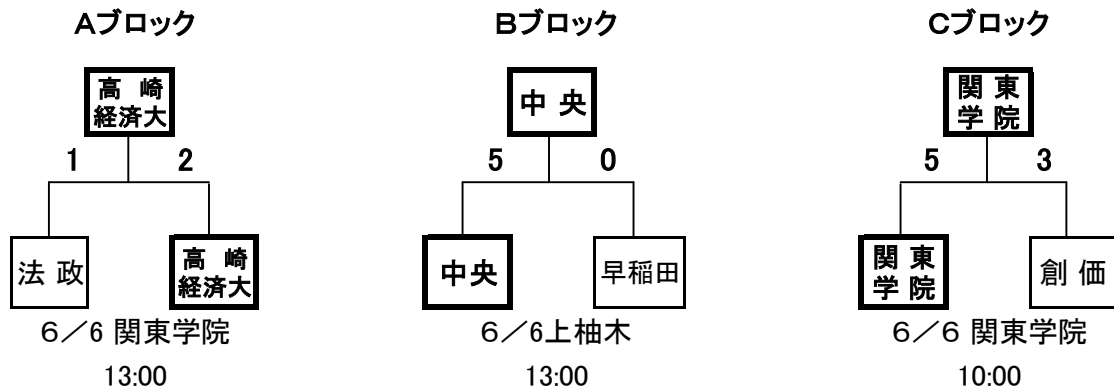 Aブロック
高 崎
経済大
1 2
法 政
高 崎
経済大
6／6 関東学院
13:00
Bブロック
中 央
5 0
中央
早稲田
6／6上柚木
13:00
Cブロック
関 東
学 院
5 3
関 東
学 院
創 価
6／6 関東学院
10:00